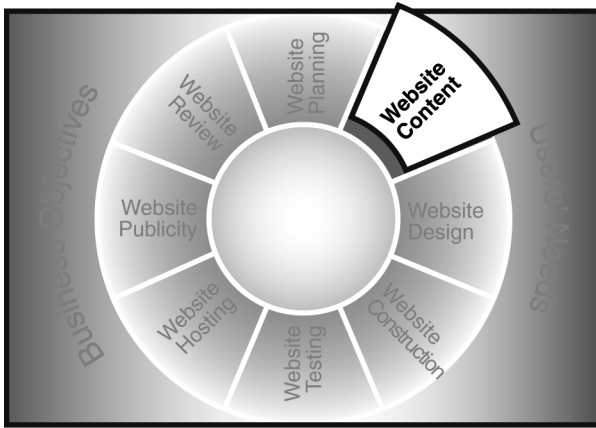 Website
Planning
Website
Content
Website
Design
Website
Construction
Website
Testing
Website
Hosting
Website
Publicity
Website
Review
Business Objectives
Users' Needs